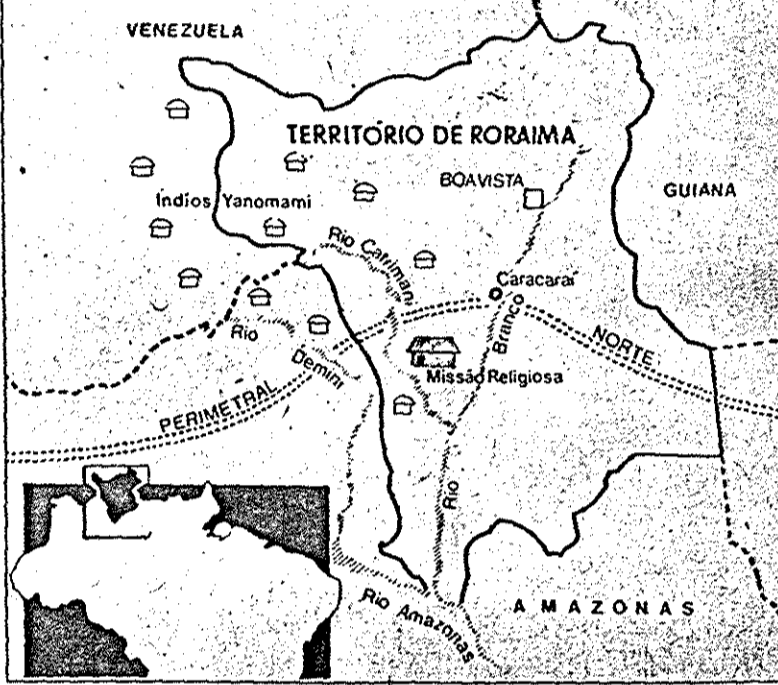 VENEZUELA
TERRITÓRIO DE RORAIMA
BOAVISTA
GUIANA
Índios Yanomami
Rio Catrimani
Caracaraí
Rio Demini
Rio Branco
NORTE
Missão Religiosa
PERIMETRAL
AMAZONAS
Rio Amazonas